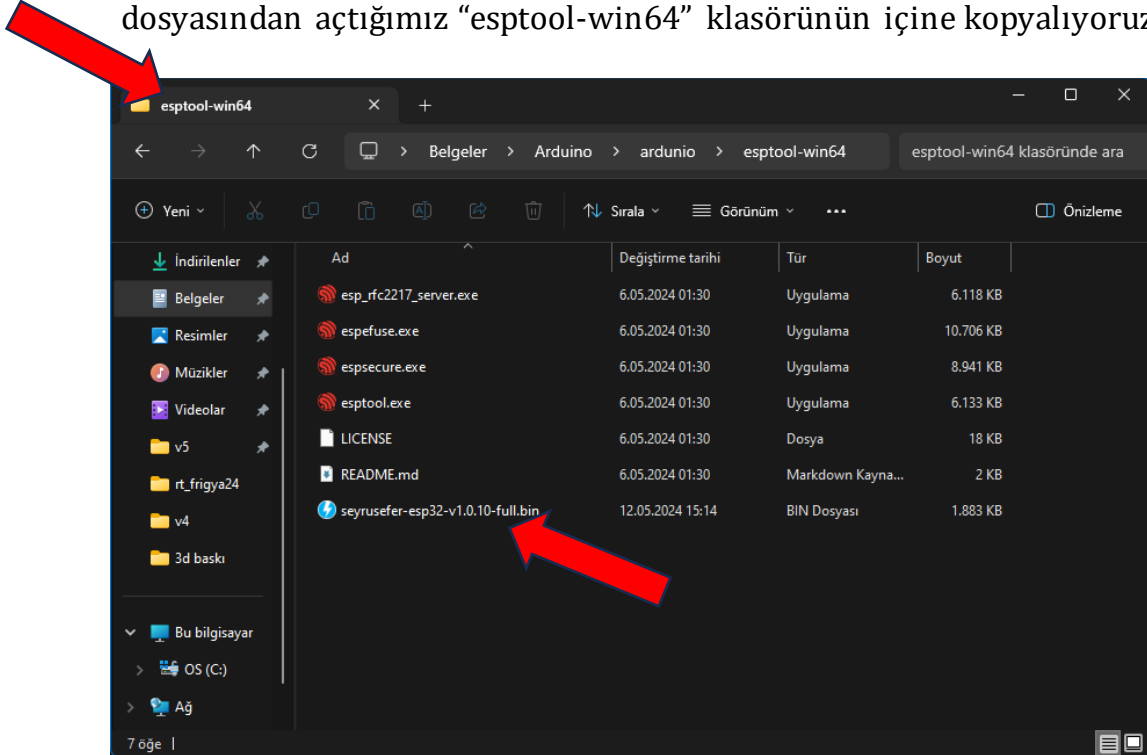 dosyasından açtığımız “esptool-win64” klasörünün içine kopyalıyoruz
esptool-win64
Belgeler > Arduino > ardunio > esptool-win64
esptool-win64 klasöründe ara
Yeni
Sırala
Görünüm
Önizleme
Ad Değiştirme tarihi Tür Boyut
esp_rfc2217_server.exe 6.05.2024 01:30 Uygulama 6.118 KB
espefuse.exe 6.05.2024 01:30 Uygulama 10.706 KB
espsecure.exe 6.05.2024 01:30 Uygulama 8.941 KB
esptool.exe 6.05.2024 01:30 Uygulama 6.133 KB
LICENSE 6.05.2024 01:30 Dosya 18 KB
README.md 6.05.2024 01:30 Markdown Kayna... 2 KB
seyrusefer-esp32-v1.0.10-full.bin 12.05.2024 15:14 BIN Dosyası 1.883 KB
İndirilenler
Belgeler
Resimler
Müzikler
Videolar
v5
rt_frigya24
v4
3d baskı
Bu bilgisayar
OS (C:)
Ağ
7 öğe